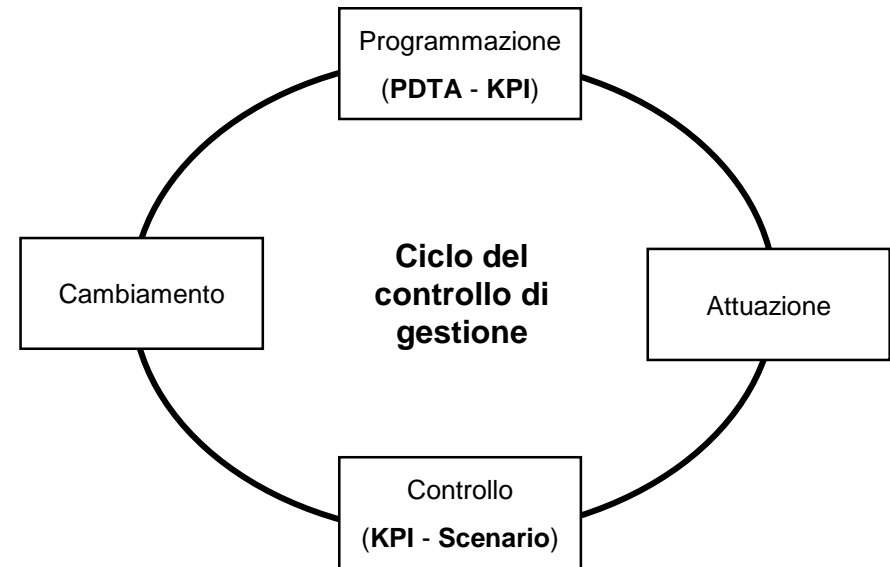 Programmazione
(PDTA - KPI)
Ciclo del
controllo di
gestione
Cambiamento
Attuazione
Controllo
(KPI - Scenario)